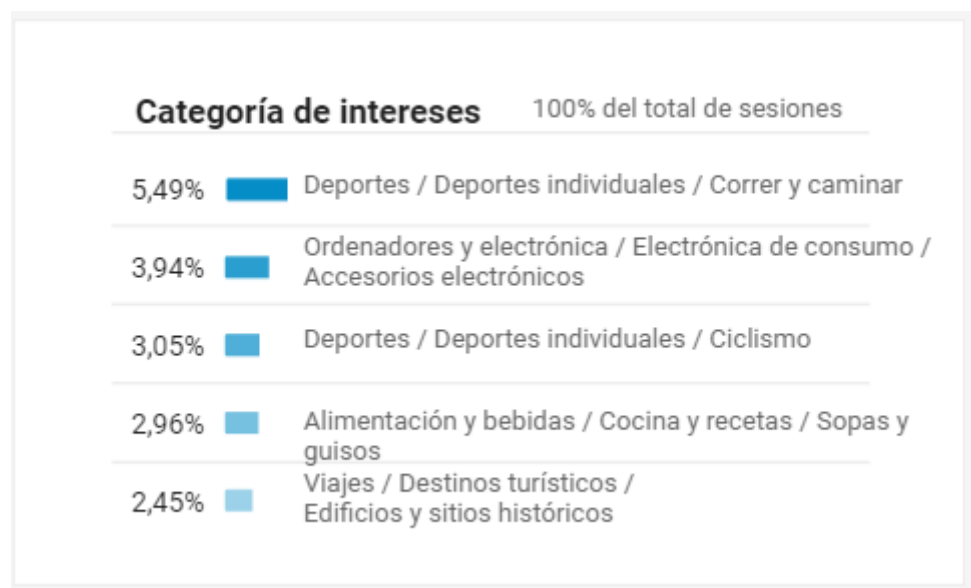 Categoría de intereses 100% del total de sesiones
5,49% Deportes / Deportes individuales / Correr y caminar
3,94% Ordenadores y electrónica / Electrónica de consumo /
Accesorios electrónicos
3,05% Deportes / Deportes individuales / Ciclismo
2,96% Alimentación y bebidas / Cocina y recetas / Sopas y
guisos
2,45% Viajes / Destinos turísticos /
Edificios y sitios históricos